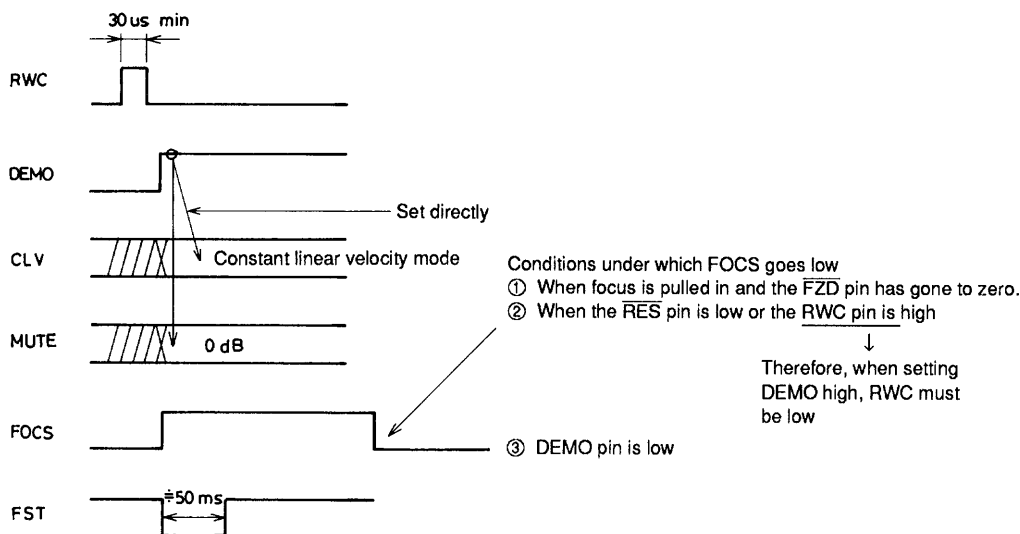 30 us min
RWC
DEMO
Set directly
CLV
Constant linear velocity mode
MUTE
0 dB
FOCS
≑50 ms
FST
Conditions under which FOCS goes low
① When focus is pulled in and the F̅Z̅D̅ pin has gone to zero.
② When the R̅E̅S̅ pin is low or the RWC pin is high
↓
Therefore, when setting
DEMO high, RWC must
be low
③ DEMO pin is low